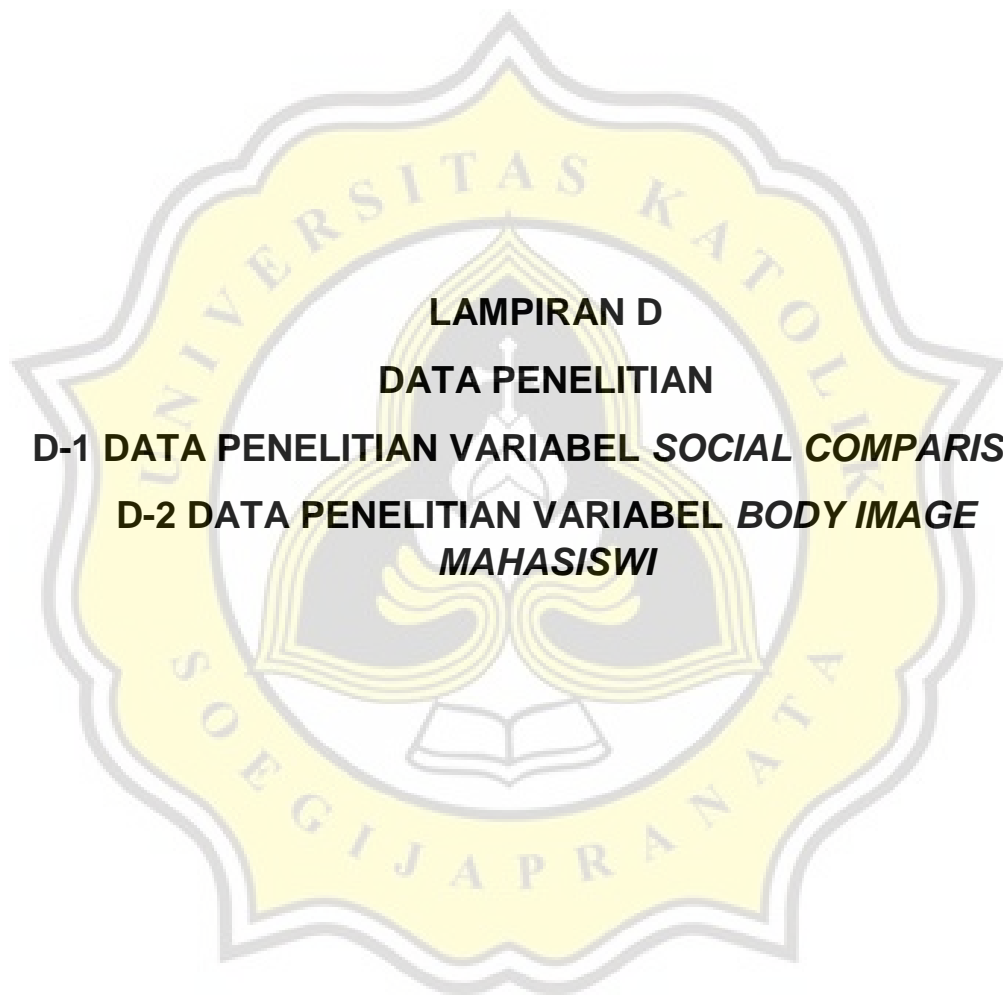 UNIVERSITAS KATOLIK
LAMPIRAN D
DATA PENELITIAN
D-1 DATA PENELITIAN VARIABEL SOCIAL COMPARIS
D-2 DATA PENELITIAN VARIABEL BODY IMAGE
MAHASISWI
SOEGIJAPRANATA